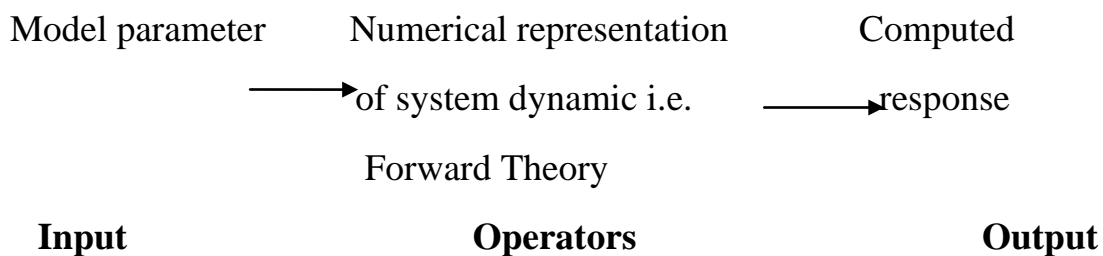 Model parameter Numerical representation Computed
of system dynamic i.e. response
Forward Theory
Input Operators Output